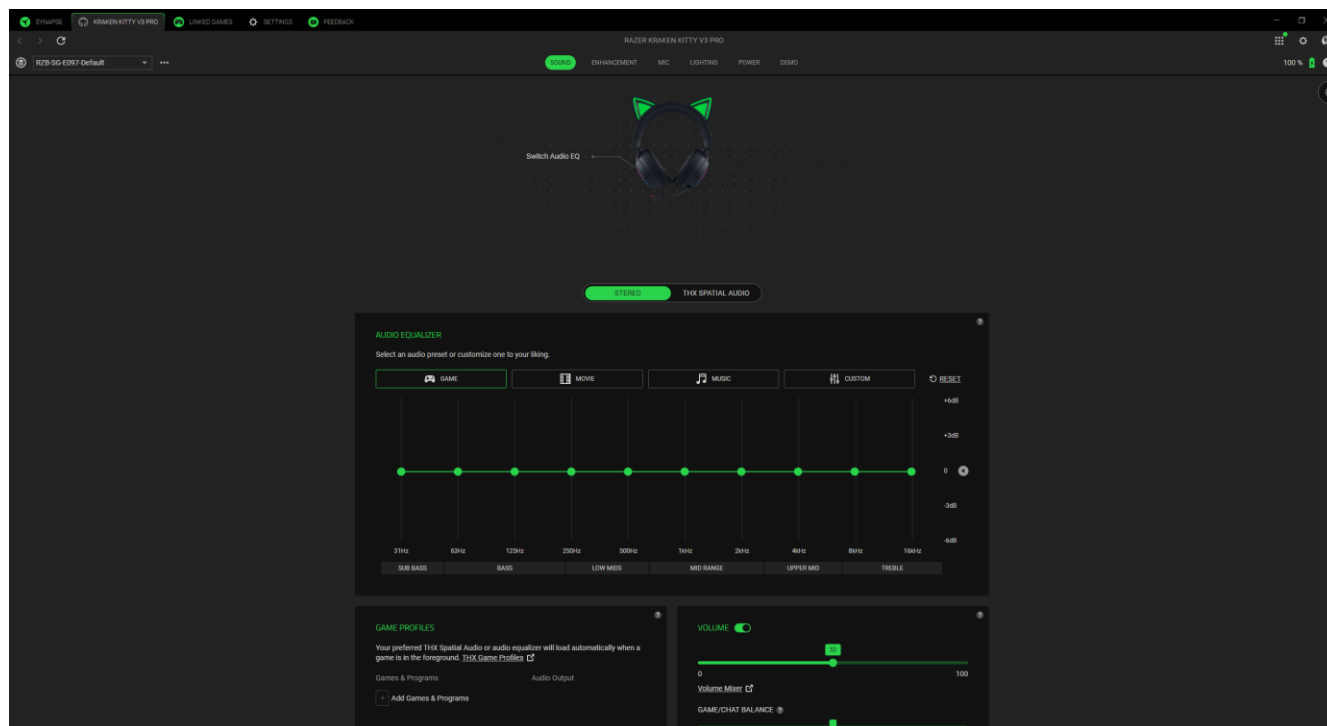 SYNAPSE KRAKEN KITTY V3 PRO LINKED GAMES SETTINGS FEEDBACK
RAZER KRAKEN KITTY V3 PRO
RZB-SG-E097-Default SOUND ENHANCEMENT MIC LIGHTING POWER DEMO 100 %
Switch Audio EQ
STEREO THX SPATIAL AUDIO
AUDIO EQUALIZER
Select an audio preset or customize one to your liking.
GAME MOVIE MUSIC CUSTOM RESET
+6dB
+3dB
0
-3dB
-6dB
31Hz 63Hz 125Hz 250Hz 500Hz 1kHz 2kHz 4kHz 8kHz 16kHz
SUB BASS BASS LOW MIDS MID RANGE UPPER MID TREBLE
GAME PROFILES
Your preferred THX Spatial Audio or audio equalizer will load automatically when a
game is in the foreground. THX Game Profiles
Games & Programs Audio Output
+ Add Games & Programs
VOLUME
50
0 100
Volume Mixer
GAME/CHAT BALANCE